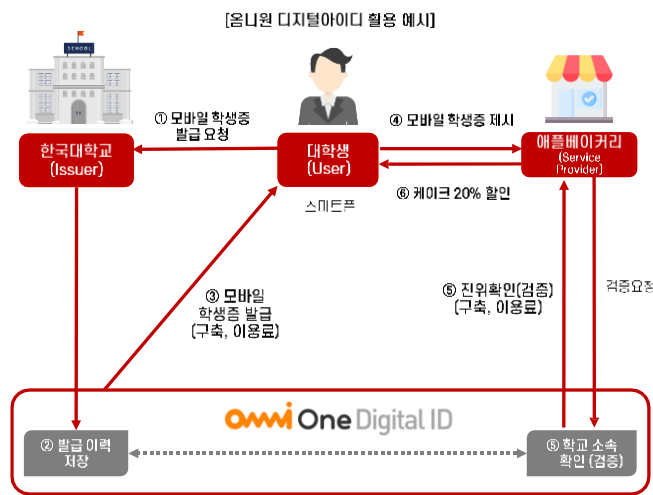 [옴니원 디지털아이디 활용 예시]
SCHOOL
① 모바일 학생증
발급 요청
④ 모바일 학생증 제시
한국대학교
(Issuer)
대학생
(User)
애플베이커리
(Service
Provider)
⑥ 케이크 20% 할인
스마트폰
③ 모바일
학생증 발급
(구축, 이용료)
⑤ 진위확인(검증)
(구축, 이용료)
검증요청
OmniOne Digital ID
② 발급 이력
저장
⑤ 학교 소속
확인 (검증)